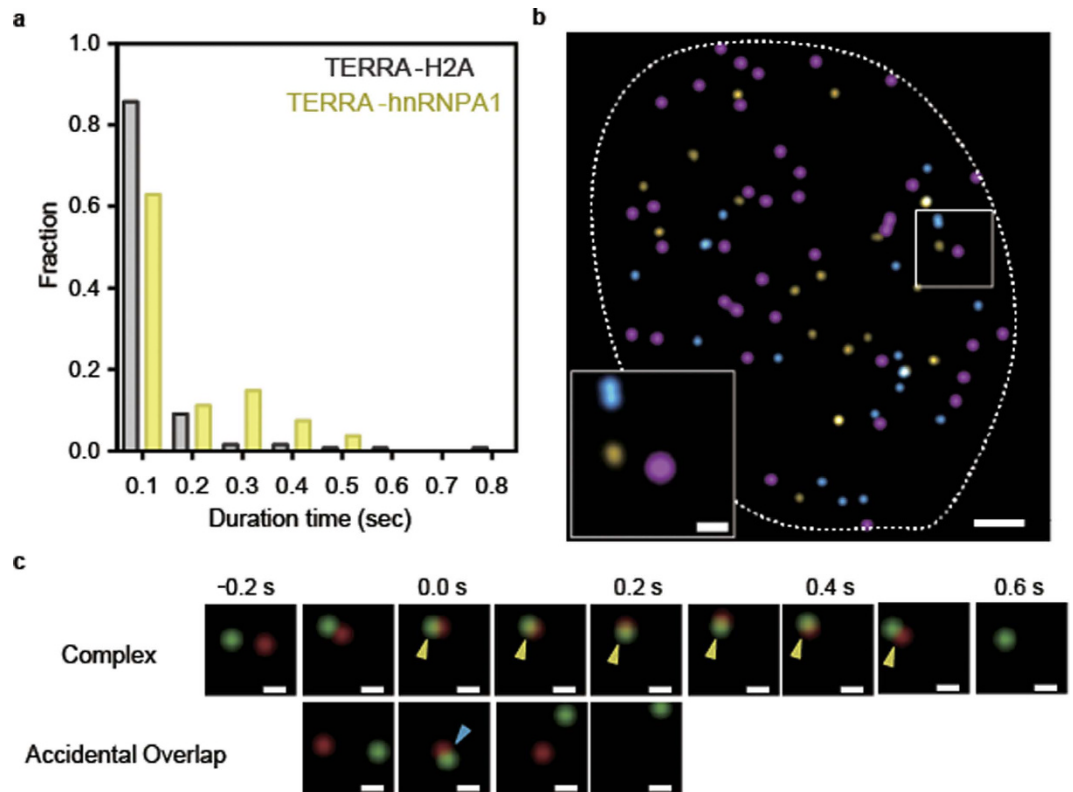 a
b
1.0
TERRA-H2A
TERRA-hnRNPA1
0.8
0.6
Fraction
0.4
0.2
0.0
0.1 0.2 0.3 0.4 0.5 0.6 0.7 0.8
Duration time (sec)
c
-0.2 s 0.0 s 0.2 s 0.4 s 0.6 s
Complex
Accidental Overlap